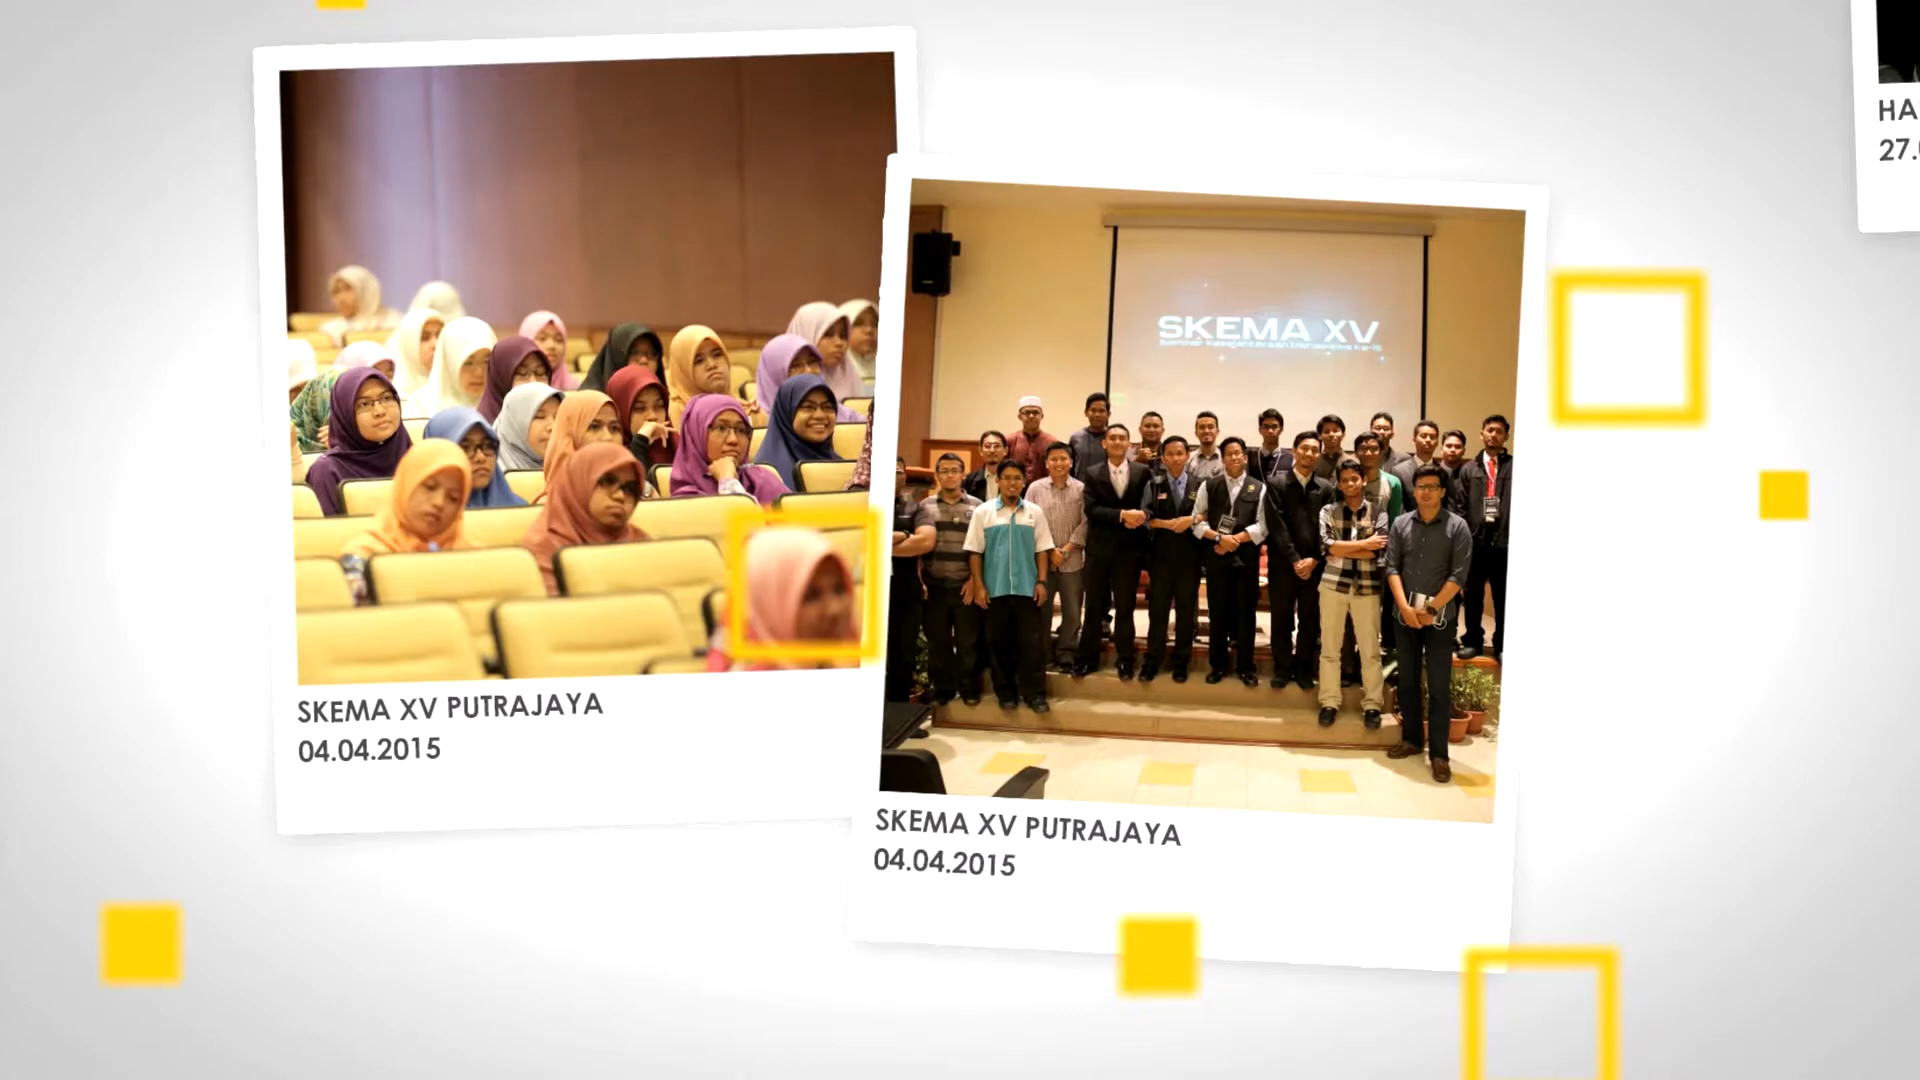 SKEMA XV PUTRAJAYA
04.04.2015
SKEMA XV
SKEMA XV PUTRAJAYA
04.04.2015
HA
27.